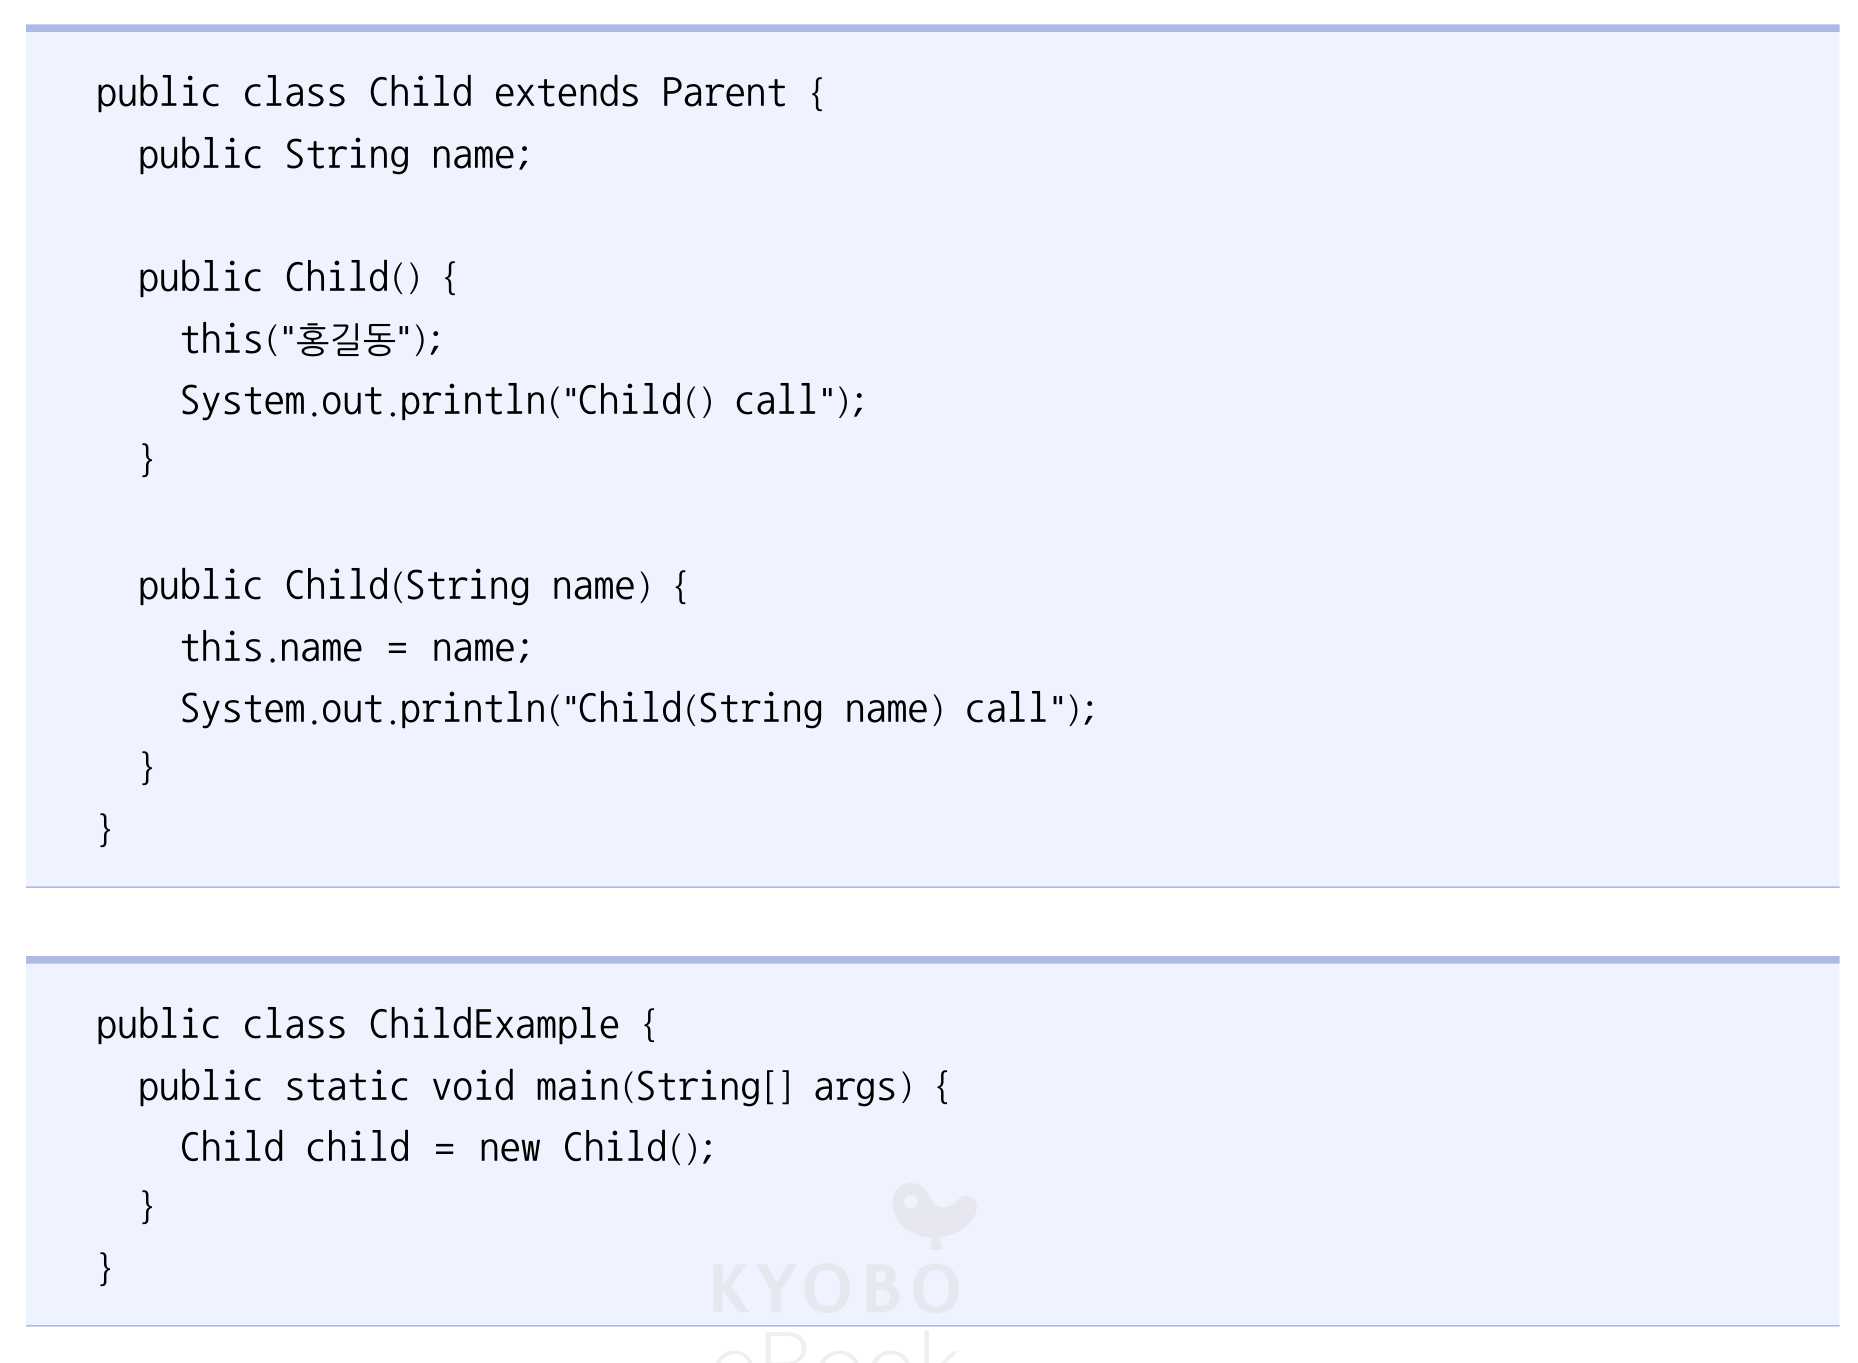 public class Child extends Parent {
  public String name;

  public Child() {
    this("홍길동");
    System.out.println("Child() call");
  }

  public Child(String name) {
    this.name = name;
    System.out.println("Child(String name) call");
  }
}

public class ChildExample {
  public static void main(String[] args) {
    Child child = new Child();
  }
}
KYOBO
eBook